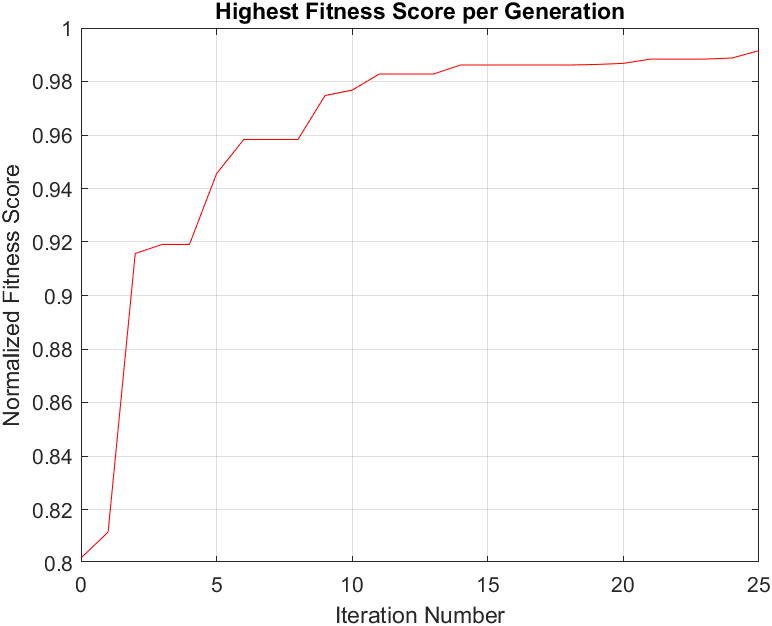 Highest Fitness Score per Generation
Normalized Fitness Score
1
0.98
0.96
0.94
0.92
0.9
0.88
0.86
0.84
0.82
0.8
0 5 10 15 20 25
Iteration Number